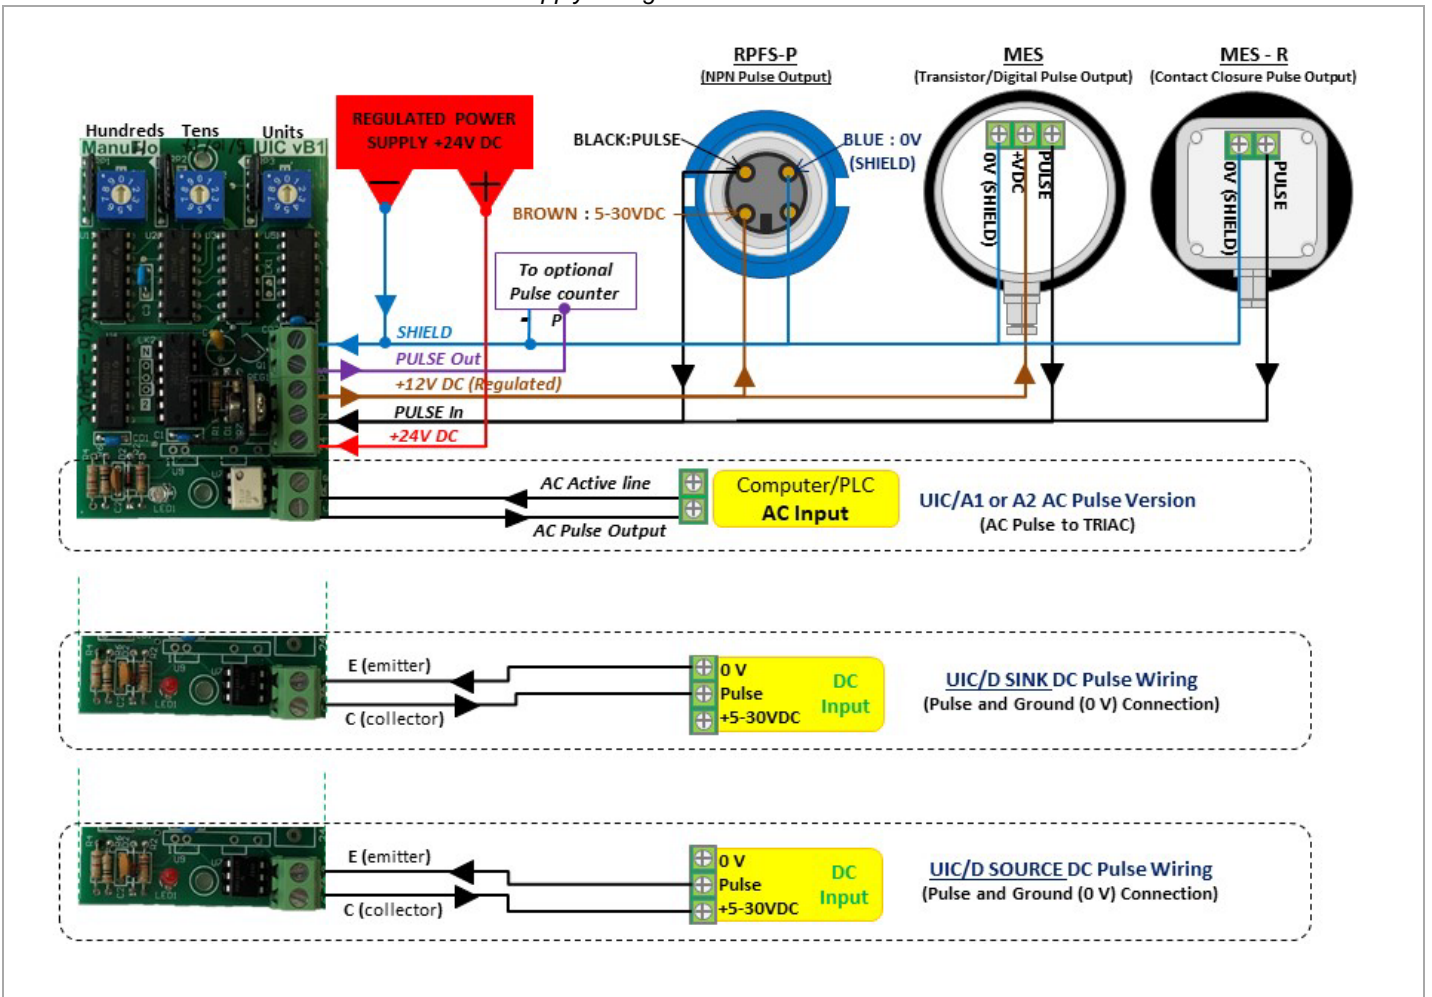 RPFS-P
(NPN Pulse Output)
MES
(Transistor/Digital Pulse Output)
MES - R
(Contact Closure Pulse Output)
Hundreds Tens Units
UIC vB1
REGULATED POWER
SUPPLY +24V DC
−
+
BLACK:PULSE
BLUE : 0V
(SHIELD)
BROWN : 5-30VDC
0V (SHIELD)
+VDC
PULSE
0V (SHIELD)
PULSE
To optional
Pulse counter
- P
SHIELD
PULSE Out
+12V DC (Regulated)
PULSE In
+24V DC
LED1
AC Active line
AC Pulse Output
Computer/PLC
AC Input
UIC/A1 or A2 AC Pulse Version
(AC Pulse to TRIAC)
E (emitter)
C (collector)
0 V
Pulse
+5-30VDC
DC
Input
UIC/D SINK DC Pulse Wiring
(Pulse and Ground (0 V) Connection)
LED1
E (emitter)
C (collector)
0 V
Pulse
+5-30VDC
DC
Input
UIC/D SOURCE DC Pulse Wiring
(Pulse and Ground (0 V) Connection)
LED1